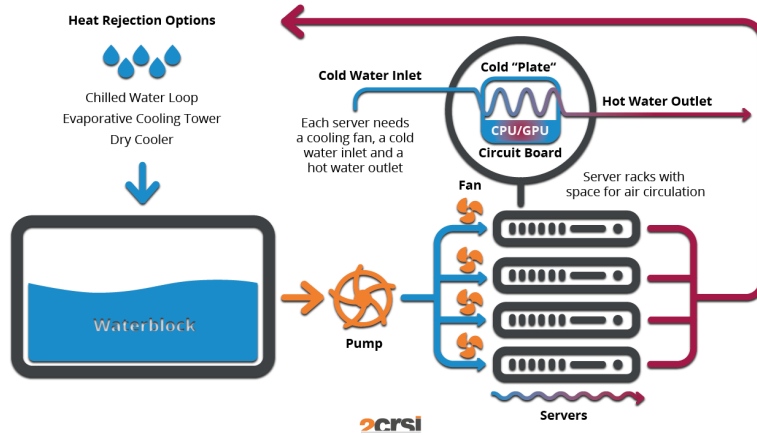 Heat Rejection Options
Chilled Water Loop
Evaporative Cooling Tower
Dry Cooler
Cold Water Inlet
Each server needs
a cooling fan, a cold
water inlet and a
hot water outlet
Cold "Plate"
CPU/GPU
Circuit Board
Hot Water Outlet
Server racks with
space for air circulation
Fan
Waterblock
Pump
Servers
2crsi